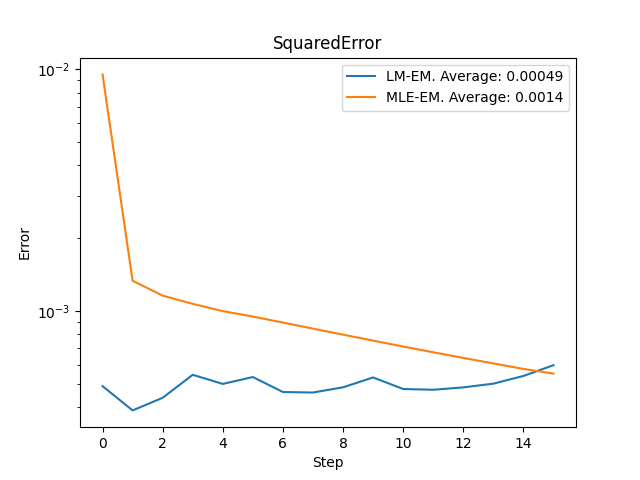 SquaredError
LM-EM. Average: 0.00049
MLE-EM. Average: 0.0014
10⁻²
10⁻³
Error
0 2 4 6 8 10 12 14
Step